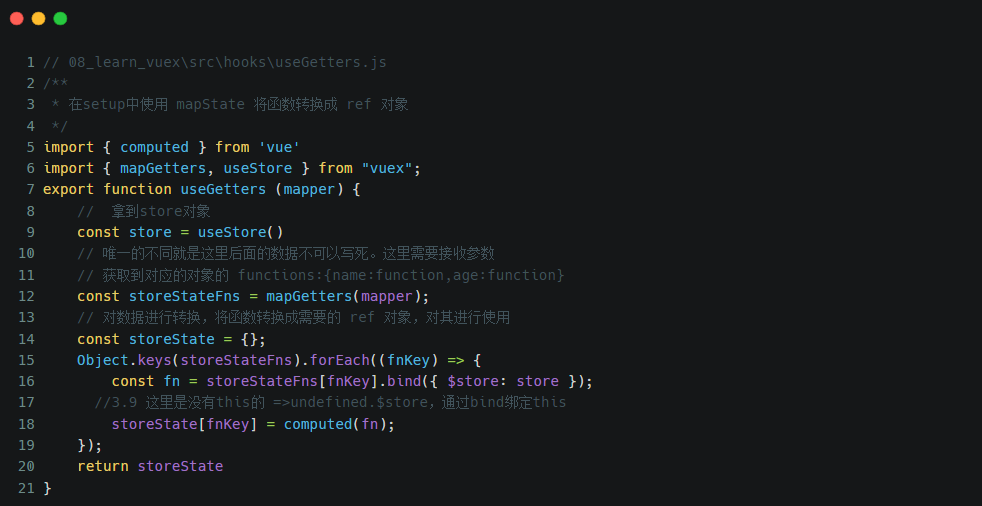 1 // 08_learn_vuex\src\hooks\useGetters.js
2 /**
3  * 在setup中使用 mapState 将函数转换成 ref 对象
4  */
5 import { computed } from 'vue'
6 import { mapGetters, useStore } from "vuex";
7 export function useGetters (mapper) {
8     //  拿到store对象
9     const store = useStore()
10     // 唯一的不同就是这里后面的数据不可以写死。这里需要接收参数
11     // 获取到对应的对象的 functions:{name:function,age:function}
12     const storeStateFns = mapGetters(mapper);
13     // 对数据进行转换，将函数转换成需要的 ref 对象，对其进行使用
14     const storeState = {};
15     Object.keys(storeStateFns).forEach((fnKey) => {
16         const fn = storeStateFns[fnKey].bind({ $store: store });
17       //3.9 这里是没有this的 =>undefined.$store，通过bind绑定this
18         storeState[fnKey] = computed(fn);
19     });
20     return storeState
21 }